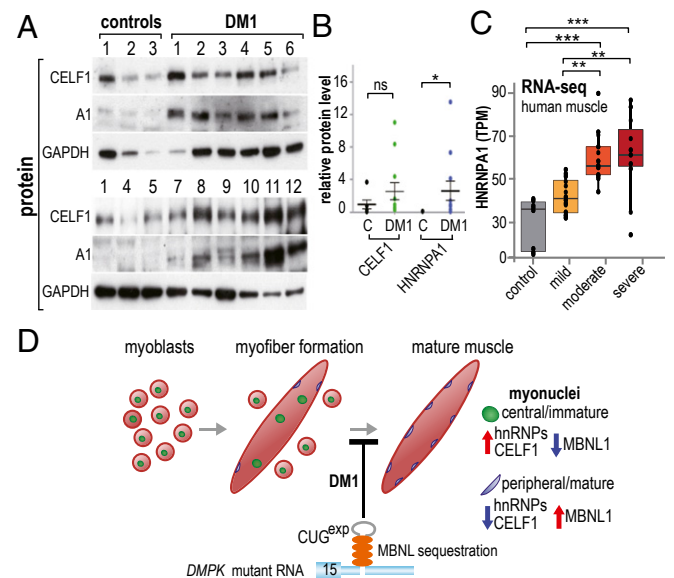 A
controls DM1
1 2 3 1 2 3 4 5 6
CELF1
A1
GAPDH
protein
1 4 5 7 8 9 10 11 12
CELF1
A1
GAPDH
B
relative protein level
16
12
8
4
0
ns
*
C DM1 C DM1
CELF1
HNRNPA1
C
***
***
**
**
RNA-seq
human muscle
HNRNPA1 (TPM)
90
70
50
30
0
control
mild
moderate
severe
D
myoblasts
myofiber formation
mature muscle
DM1
CUGexp
MBNL sequestration
DMPK mutant RNA
15
myonuclei
central/immature
hnRNPs
CELF1 MBNL1
peripheral/mature
hnRNPs
CELF1 MBNL1